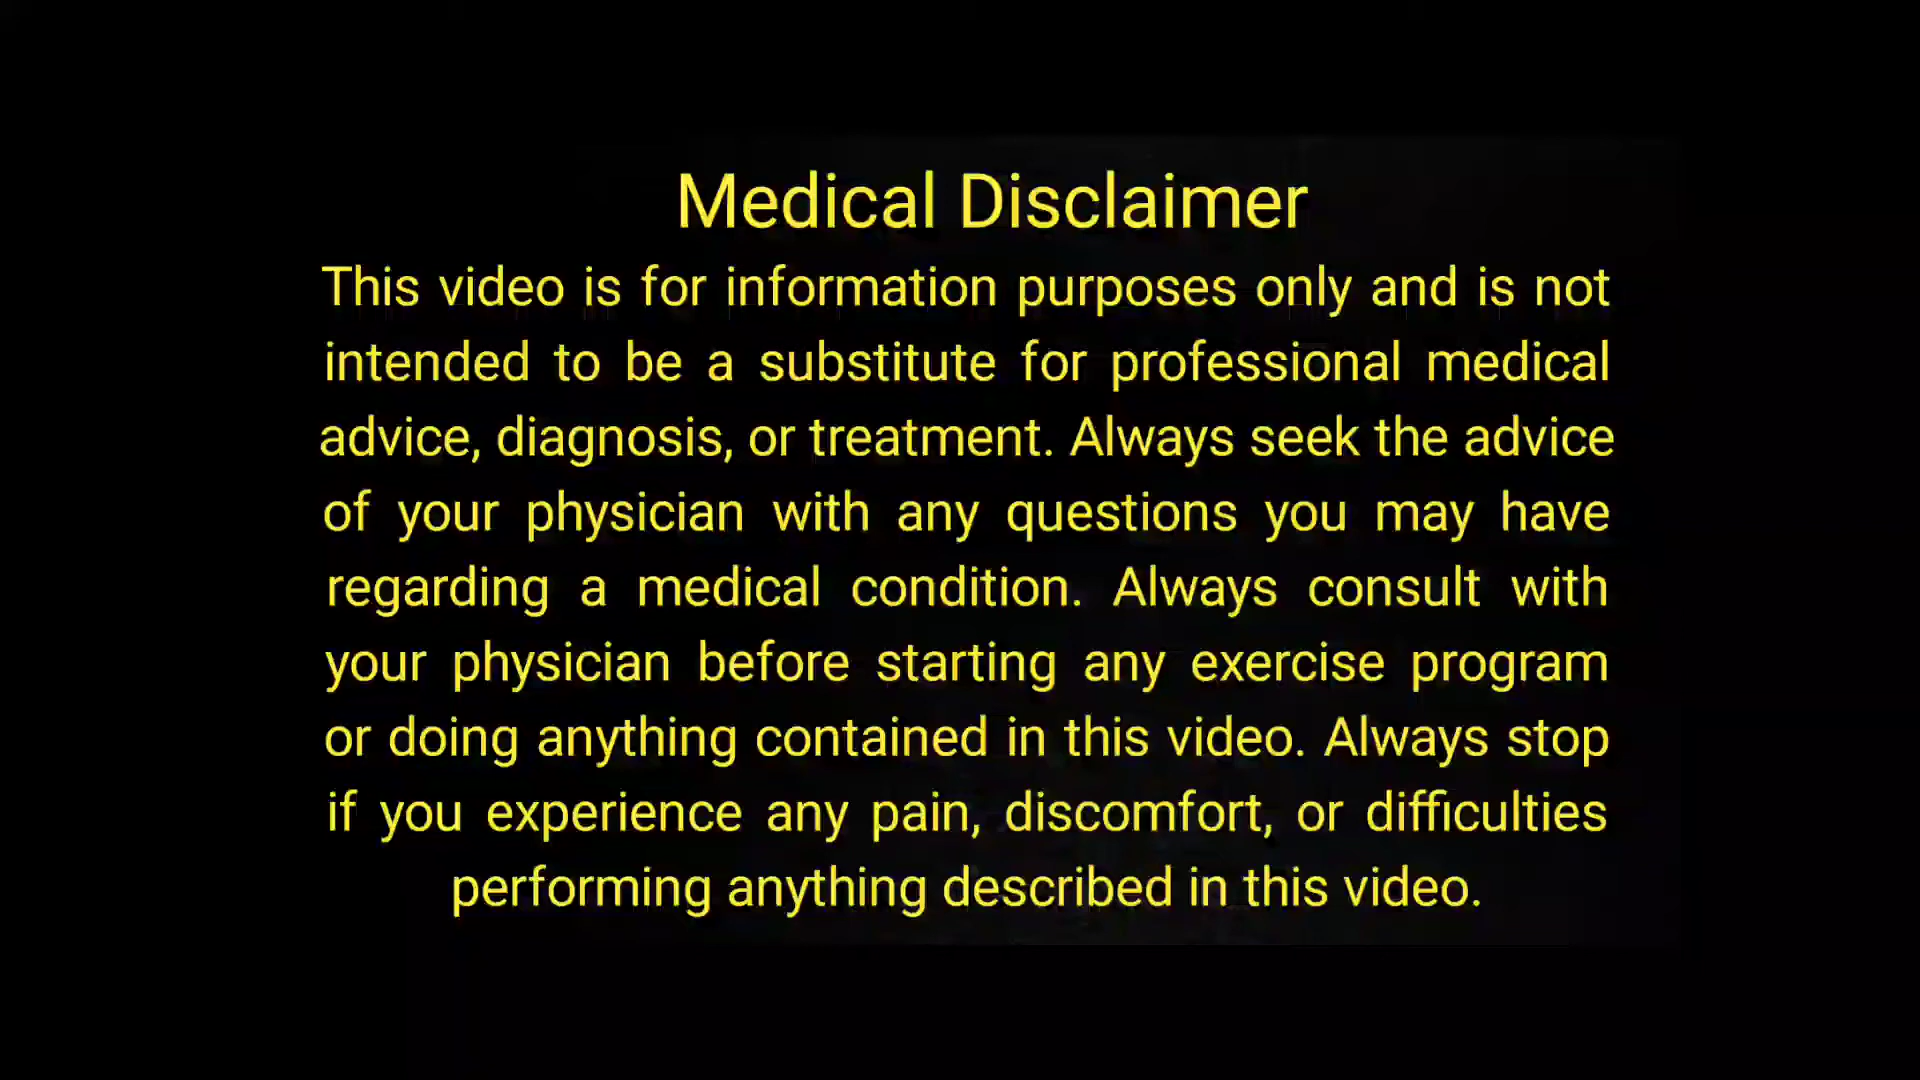 Medical Disclaimer
This video is for information purposes only and is not
intended to be a substitute for professional medical
advice, diagnosis, or treatment. Always seek the advice
of your physician with any questions you may have
regarding a medical condition. Always consult with
your physician before starting any exercise program
or doing anything contained in this video. Always stop
if you experience any pain, discomfort, or difficulties
performing anything described in this video.